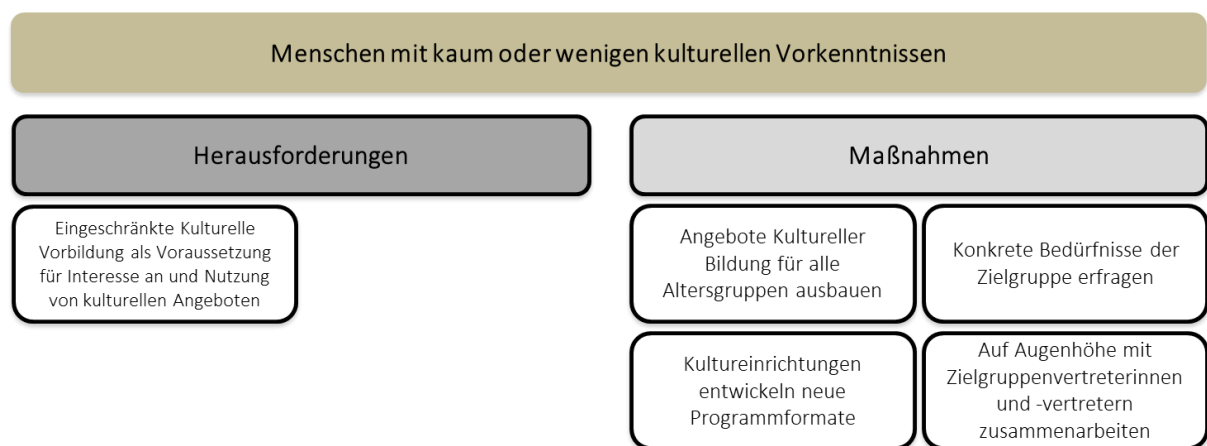 Menschen mit kaum oder wenigen kulturellen Vorkenntnissen
Herausforderungen
Eingeschränkte Kulturelle
Vorbildung als Voraussetzung
für Interesse an und Nutzung
von kulturellen Angeboten
Maßnahmen
Angebote Kultureller
Bildung für alle
Altersgruppen ausbauen
Konkrete Bedürfnisse der
Zielgruppe erfragen
Kultureinrichtungen
entwickeln neue
Programmformate
Auf Augenhöhe mit
Zielgruppenvertreterinnen
und -vertretern
zusammenarbeiten